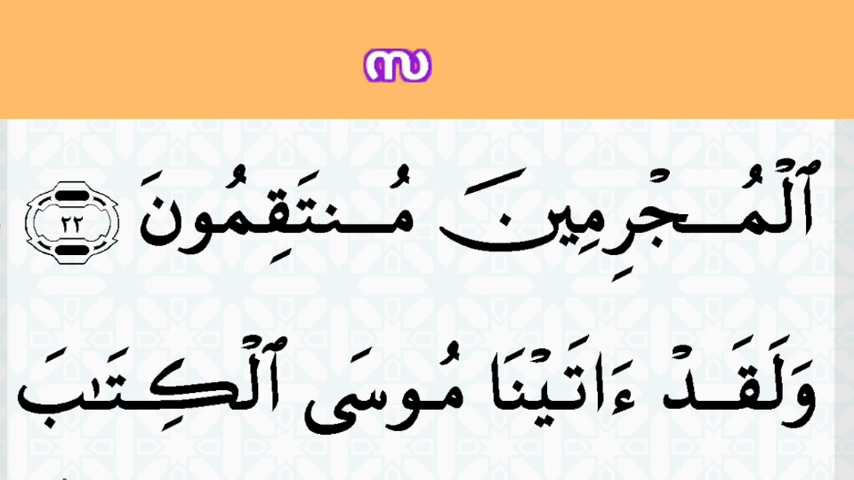 സ
ٱلْمُجْرِمِينَ مُنتَقِمُونَ ٢٢
وَلَقَدْ ءَاتَيْنَا مُوسَى ٱلْكِتَـٰبَ